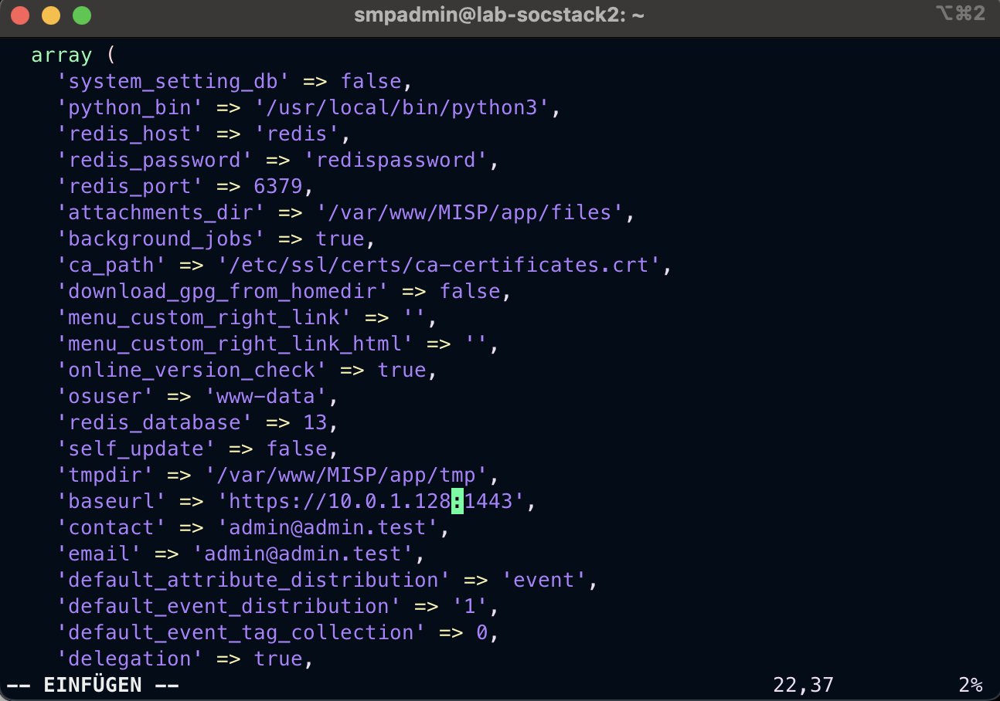 smpadmin@lab-socstack2: ~
⌥⌘2
array (
'system_setting_db' => false,
'python_bin' => '/usr/local/bin/python3',
'redis_host' => 'redis',
'redis_password' => 'redispassword',
'redis_port' => 6379,
'attachments_dir' => '/var/www/MISP/app/files',
'background_jobs' => true,
'ca_path' => '/etc/ssl/certs/ca-certificates.crt',
'download_gpg_from_homedir' => false,
'menu_custom_right_link' => '',
'menu_custom_right_link_html' => '',
'online_version_check' => true,
'osuser' => 'www-data',
'redis_database' => 13,
'self_update' => false,
'tmpdir' => '/var/www/MISP/app/tmp',
'baseurl' => 'https://10.0.1.128:1443',
'contact' => 'admin@admin.test',
'email' => 'admin@admin.test',
'default_attribute_distribution' => 'event',
'default_event_distribution' => '1',
'default_event_tag_collection' => 0,
'delegation' => true,
-- EINFÜGEN -- 22,37 2%